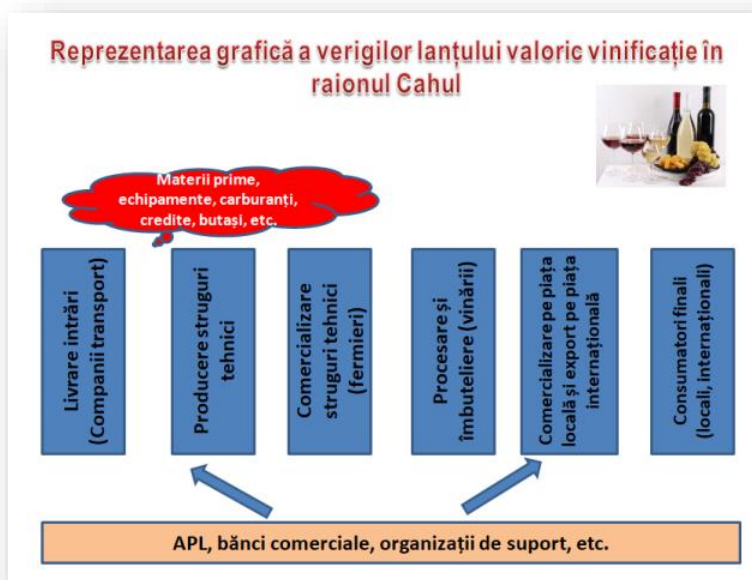 Reprezentarea grafică a verigilor lanțului valoric vinificație în
raionul Cahul
Materii prime,
echipamente, carburanți,
credite, butași, etc.
Livrare intrări
(Companii transport)
Producere struguri
tehnici
Comercializare
struguri tehnici
(fermieri)
Procesare și
îmbuteliere (vinării)
Comercializare pe piața
locală și export pe piața
internațională
Consumatori finali
(locali, internaționali)
APL, bănci comerciale, organizații de suport, etc.